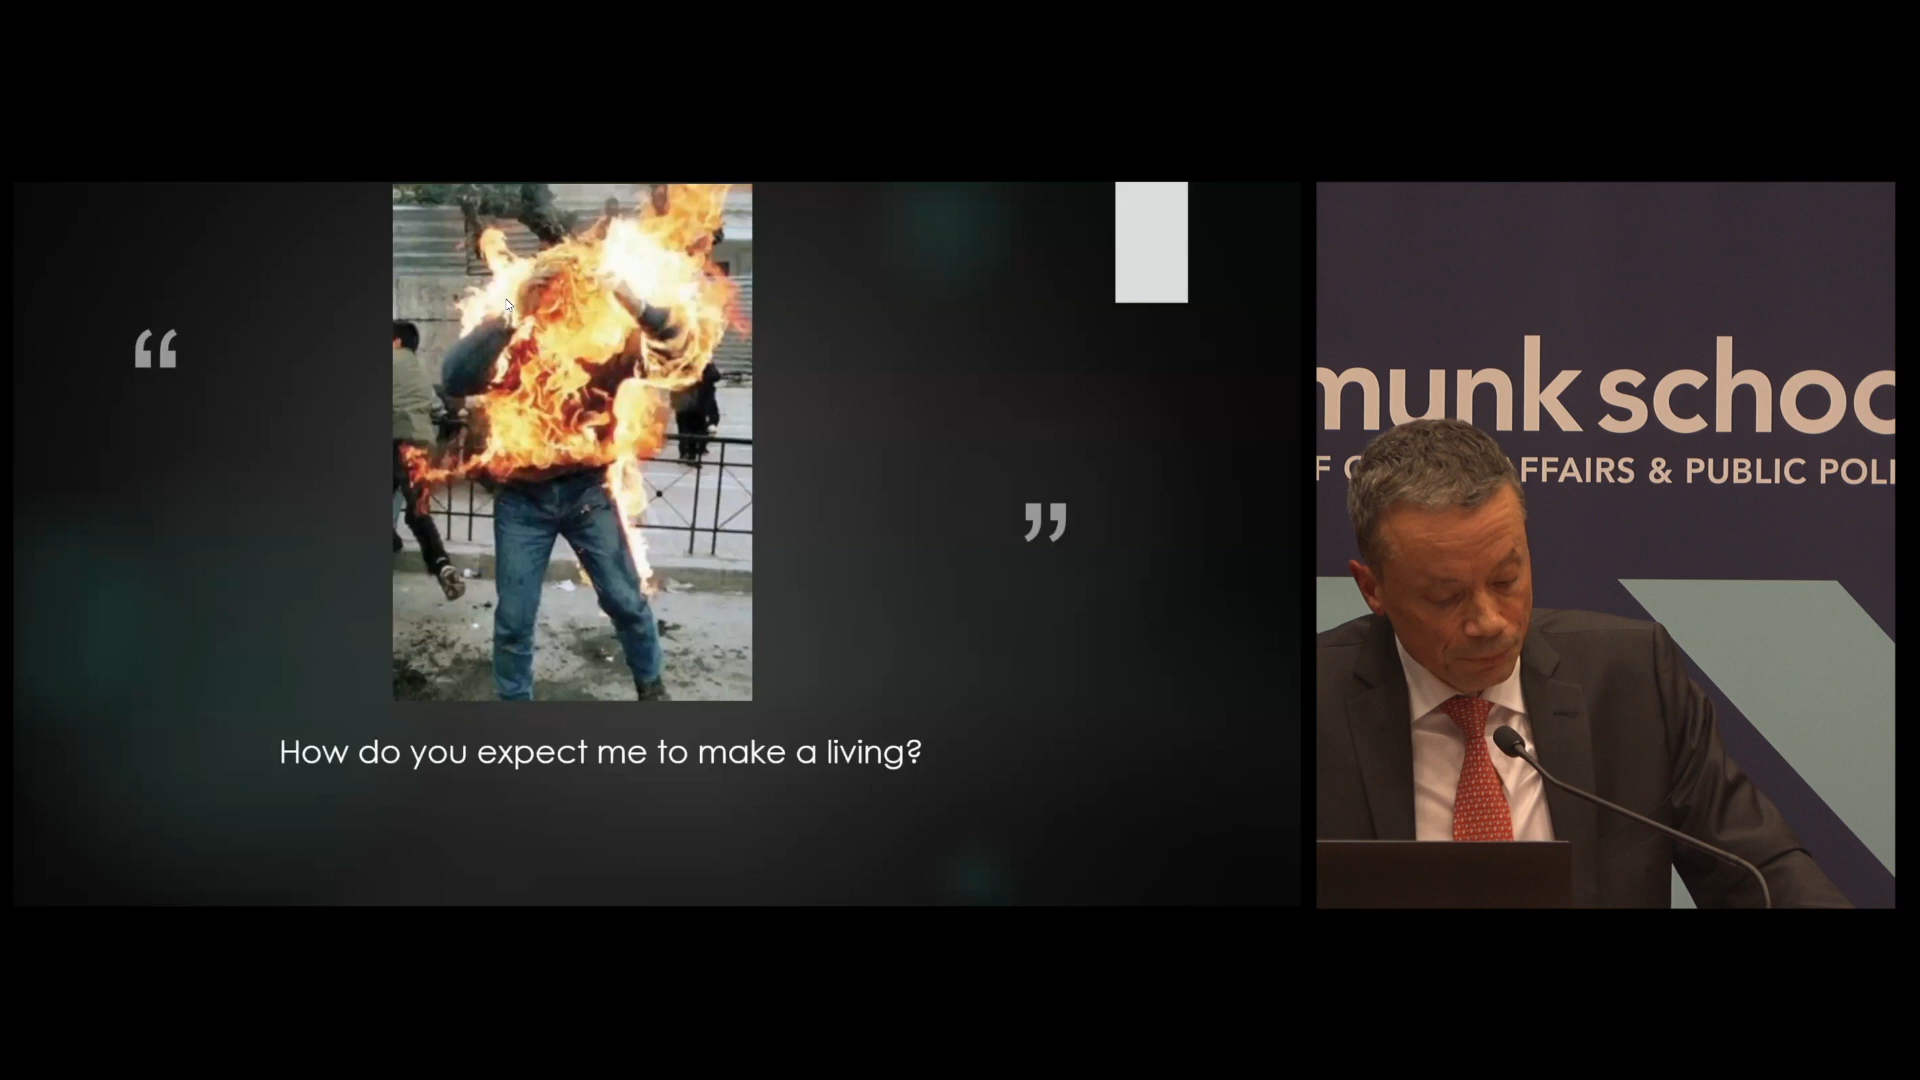 “
”
How do you expect me to make a living?
munk schoo
F G FFAIRS & PUBLIC POLI